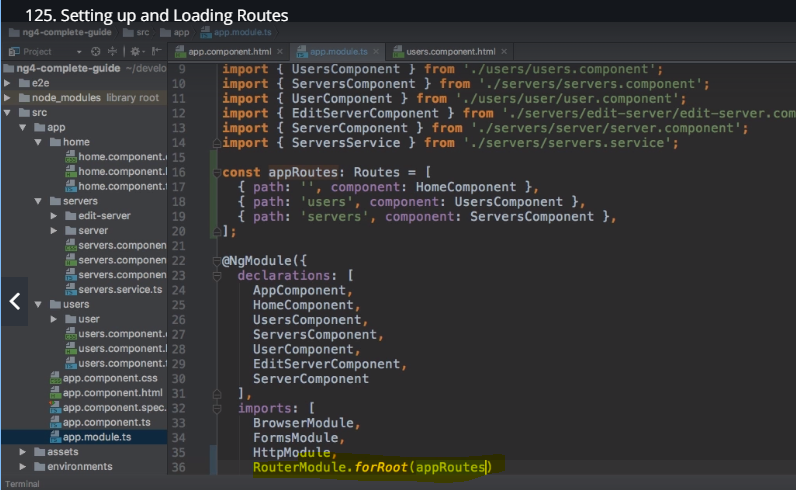 125. Setting up and Loading Routes
ng4-complete-guide src app app.module.ts
Project app.component.html app.module.ts users.component.html
ng4-complete-guide ~/develo
e2e
node_modules library root
src
app
home
home.component.
home.component.
home.component.t
servers
edit-server
server
servers.componen
servers.componen
servers.componen
servers.service.ts
users
user
users.component.
users.component.
users.component.
app.component.css
app.component.html
app.component.spec.
app.component.ts
app.module.ts
assets
environments
Terminal
9 import { UsersComponent } from './users/users.component';
10 import { ServersComponent } from './servers/servers.component';
11 import { UserComponent } from './users/user/user.component';
12 import { EditServerComponent } from './servers/edit-server/edit-server.com
13 import { ServerComponent } from './servers/server/server.component';
14 import { ServersService } from './servers/servers.service';
15
16 const appRoutes: Routes = [
17 { path: '', component: HomeComponent },
18 { path: 'users', component: UsersComponent },
19 { path: 'servers', component: ServersComponent },
20 ];
21
22 @NgModule({
23 declarations: [
24 AppComponent,
25 HomeComponent,
26 UsersComponent,
27 ServersComponent,
28 UserComponent,
29 EditServerComponent,
30 ServerComponent
31 ],
32 imports: [
33 BrowserModule,
34 FormsModule,
35 HttpModule,
36 RouterModule.forRoot(appRoutes)